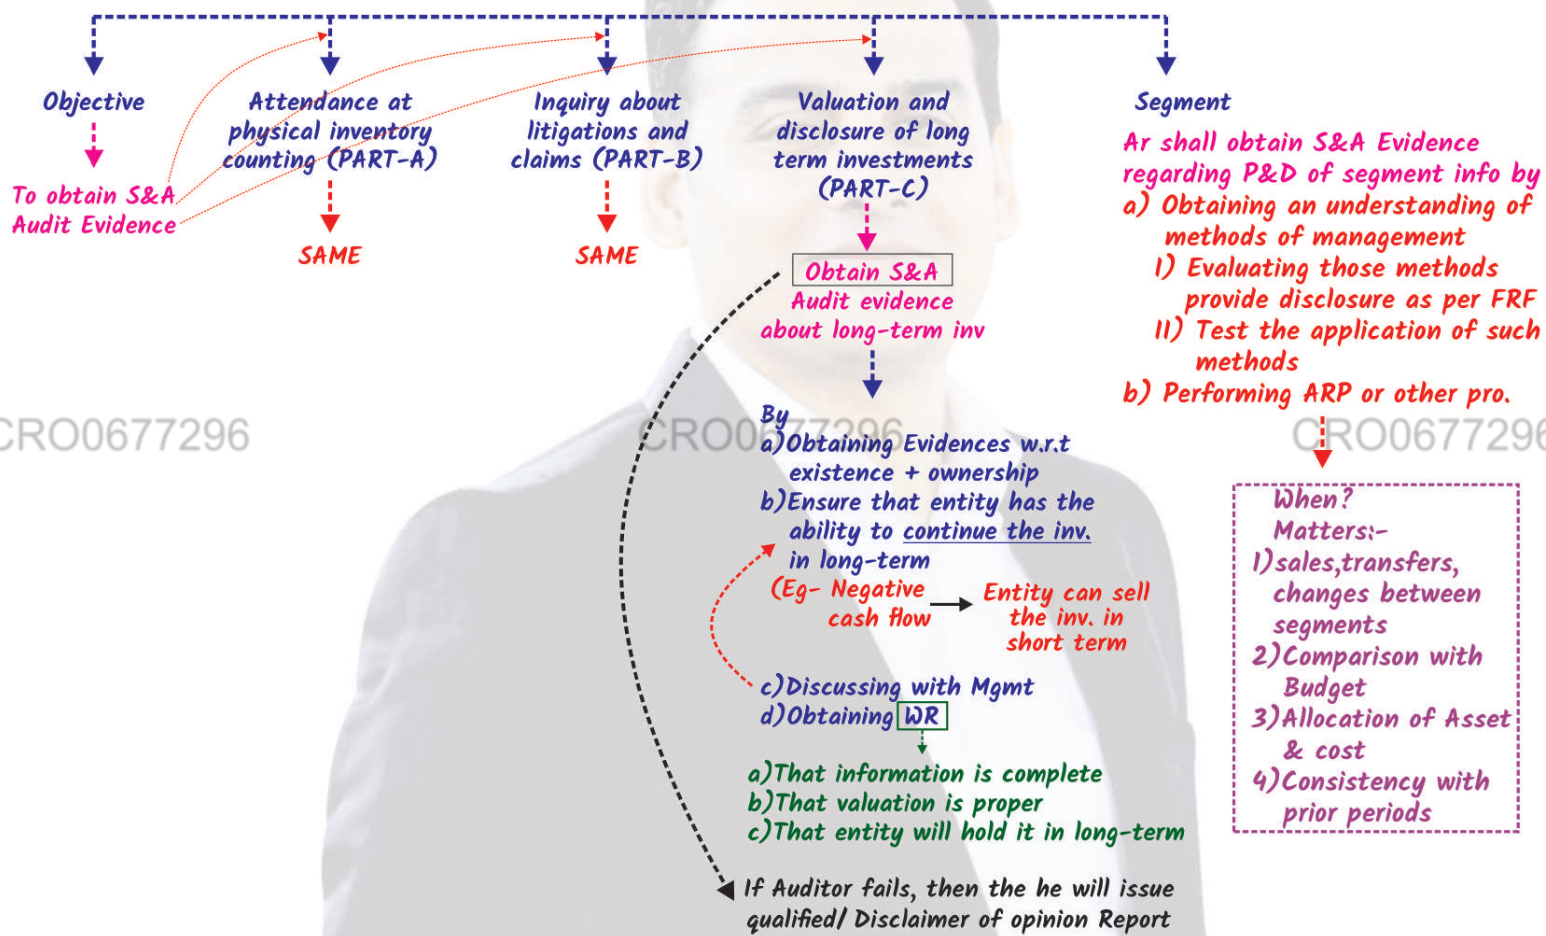 Objective
To obtain S&A
Audit Evidence
Attendance at
physical inventory
counting (PART-A)
SAME
Inquiry about
litigations and
claims (PART-B)
SAME
Valuation and
disclosure of long
term investments
(PART-C)
Obtain S&A
Audit evidence
about long-term inv
By
a)Obtaining Evidences w.r.t
existence + ownership
b)Ensure that entity has the
ability to continue the inv.
in long-term
(Eg- Negative
cash flow
Entity can sell
the inv. in
short term
c)Discussing with Mgmt
d)Obtaining WR
a)That information is complete
b)That valuation is proper
c)That entity will hold it in long-term
If Auditor fails, then the he will issue
qualified/ Disclaimer of opinion Report
Segment
Ar shall obtain S&A Evidence
regarding P&D of segment info by
a) Obtaining an understanding of
methods of management
I) Evaluating those methods
provide disclosure as per FRF
II) Test the application of such
methods
b) Performing ARP or other pro.
When?
Matters:-
1)sales,transfers,
changes between
segments
2)Comparison with
Budget
3)Allocation of Asset
& cost
4)Consistency with
prior periods
CRO0677296
CRO0677296
CRO0677296